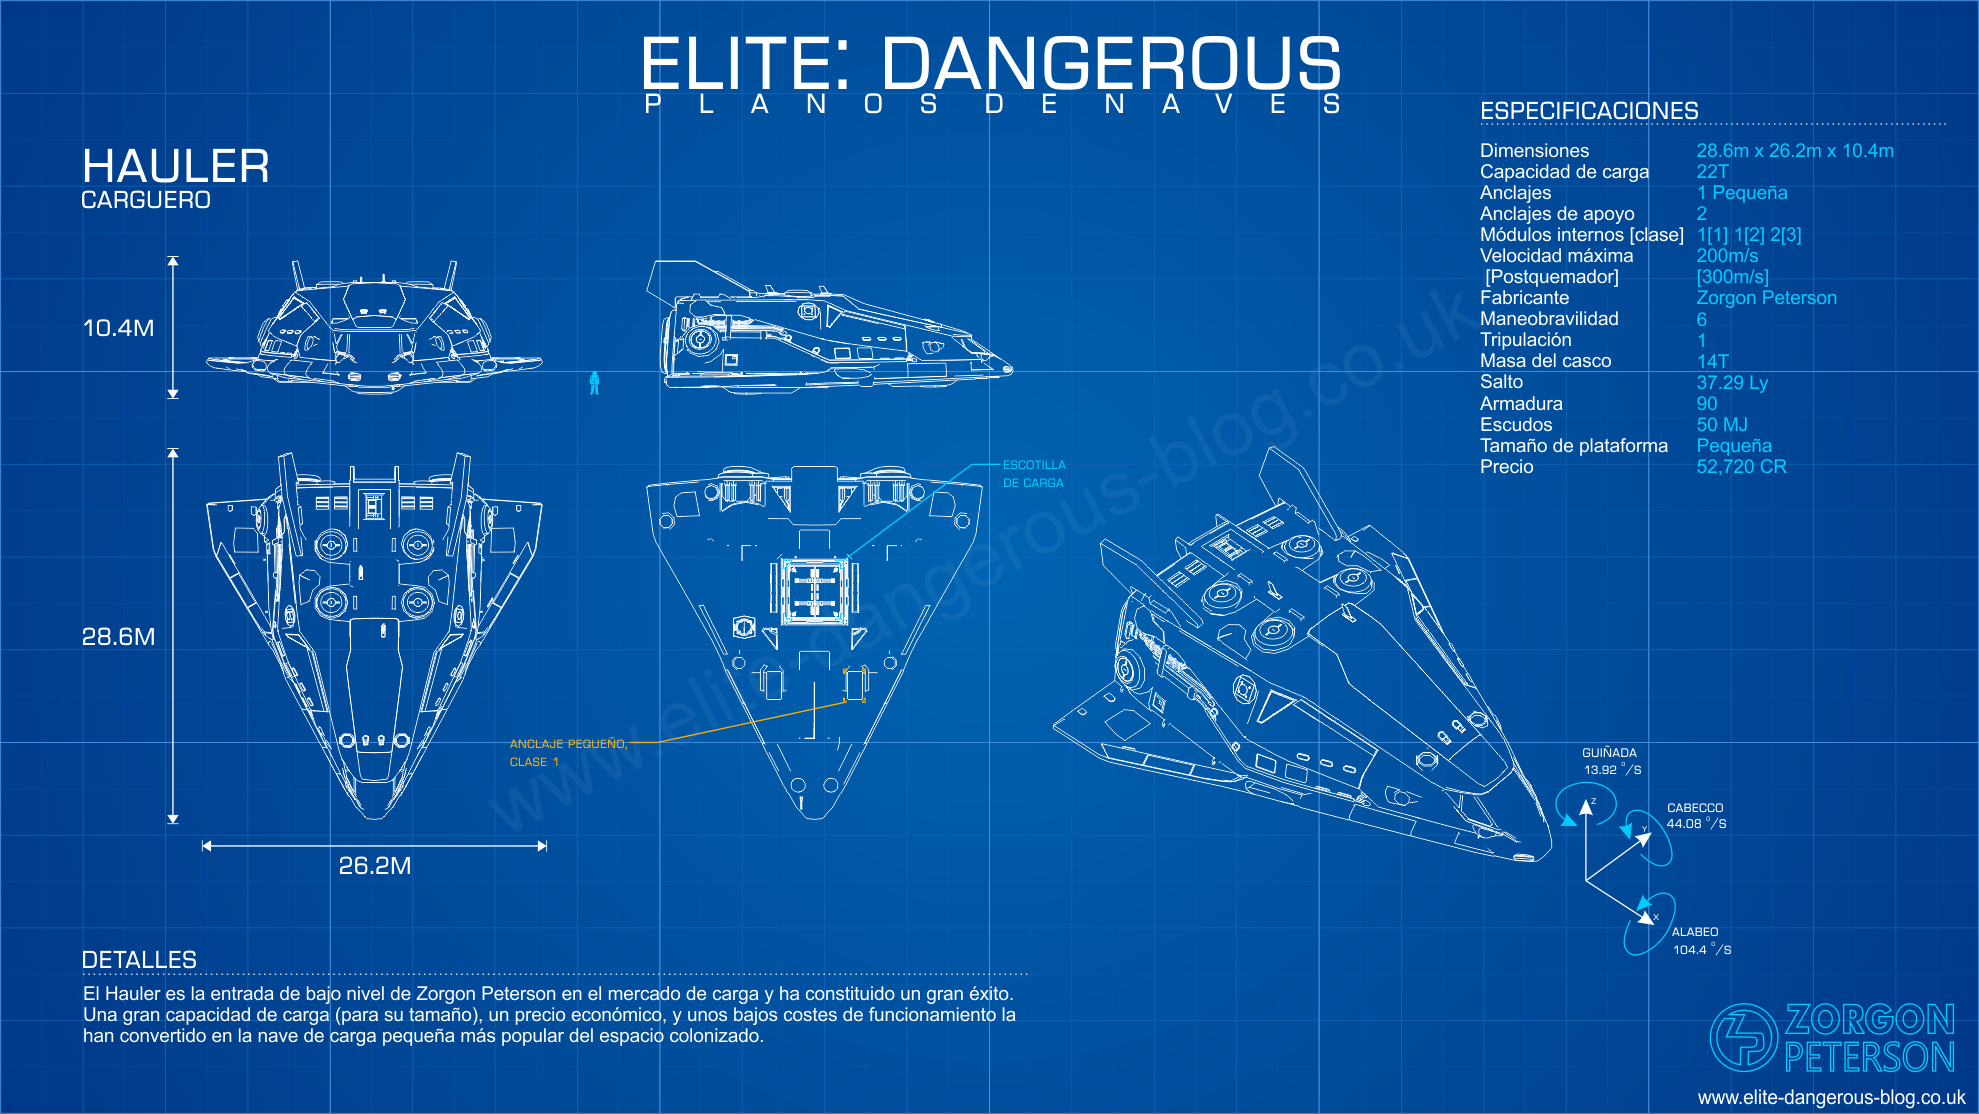 ELITE: DANGEROUS
PLANOS DE NAVES
HAULER
CARGUERO
ESPECIFICACIONES
Dimensiones 28.6m x 26.2m x 10.4m
Capacidad de carga 22T
Anclajes 1 Pequeña
Anclajes de apoyo 2
Módulos internos [clase] 1[1] 1[2] 2[3]
Velocidad máxima 200m/s
[Postquemador] [300m/s]
Fabricante Zorgon Peterson
Maneobravilidad 6
Tripulación 1
Masa del casco 14T
Salto 37.29 Ly
Armadura 90
Escudos 50 MJ
Tamaño de plataforma Pequeña
Precio 52,720 CR
10.4M
28.6M
26.2M
ESCOTILLA
DE CARGA
ANCLAJE PEQUEÑO,
CLASE 1
www.elite-dangerous-blog.co.uk
GUIÑADA
13.92 °/S
Z
CABECCO
44.08 °/S
Y
X
ALABEO
104.4 °/S
DETALLES
El Hauler es la entrada de bajo nivel de Zorgon Peterson en el mercado de carga y ha constituido un gran éxito.
Una gran capacidad de carga (para su tamaño), un precio económico, y unos bajos costes de funcionamiento la
han convertido en la nave de carga pequeña más popular del espacio colonizado.
ZORGON
PETERSON
www.elite-dangerous-blog.co.uk